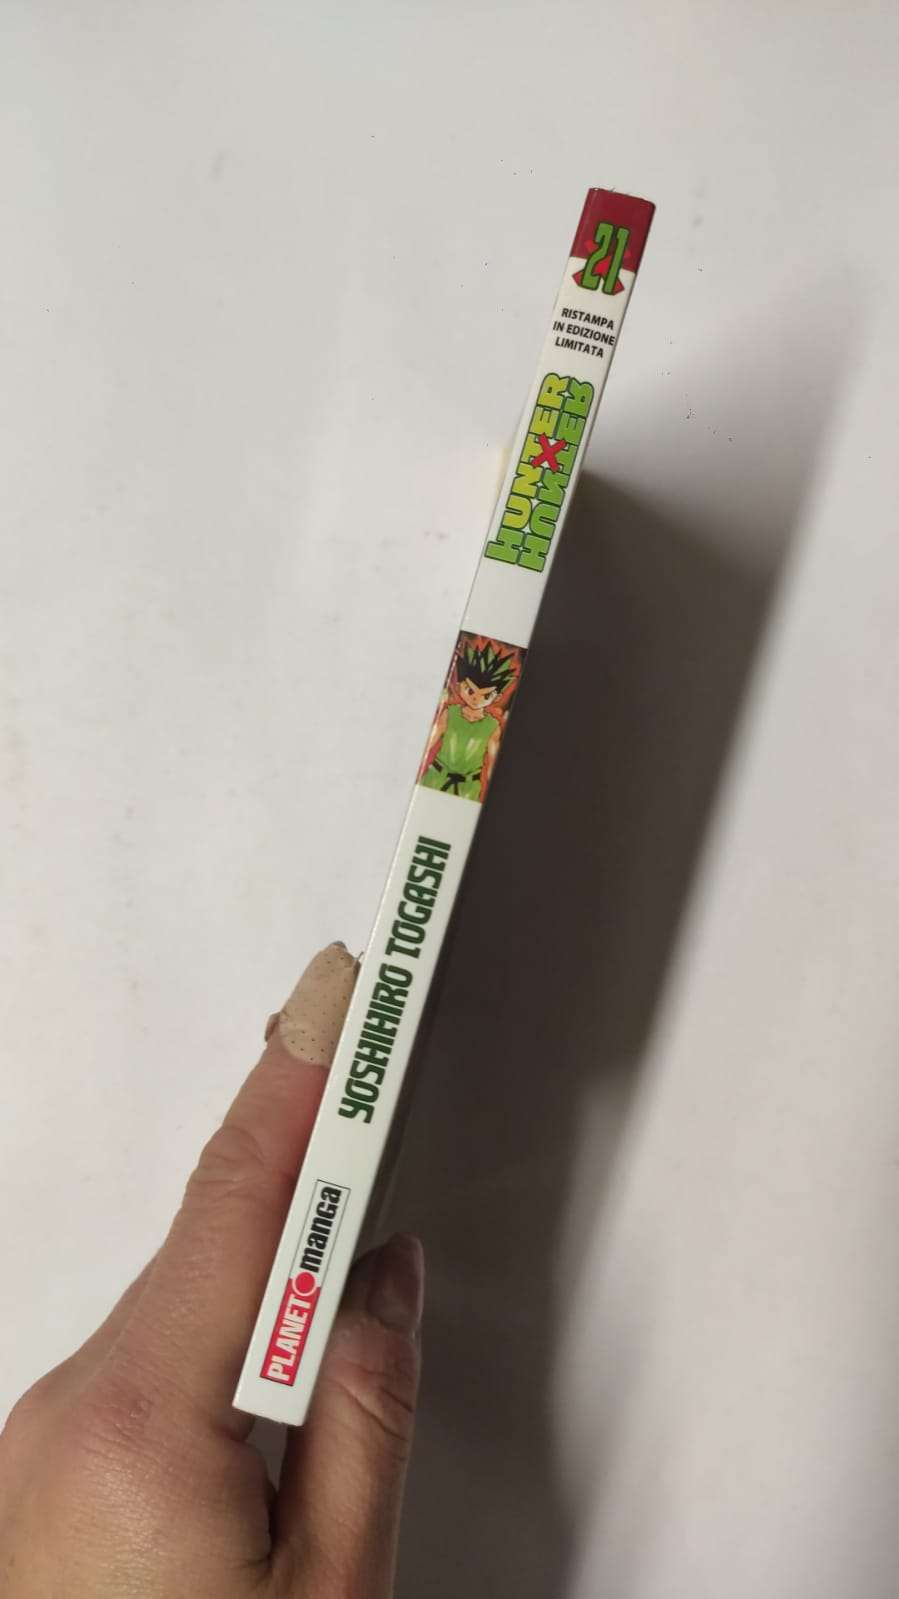 21
RISTAMPA
IN EDIZIONE
LIMITATA
HUNTER
X
HUNTER
YOSHIHIRO TOGASHI
PLANET manga